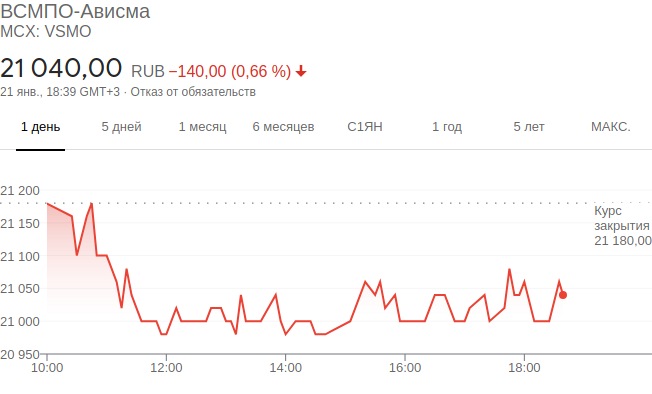 ВСМПО-Ависма
MCX: VSMO
21 040,00 RUB −140,00 (0,66 %)
21 янв., 18:39 GMT+3 · Отказ от обязательств
1 день 5 дней 1 месяц 6 месяцев С1ЯН 1 год 5 лет МАКС.
21 200
21 150
21 100
21 050
21 000
20 950
Курс
закрытия
21 180,00
10:00 12:00 14:00 16:00 18:00